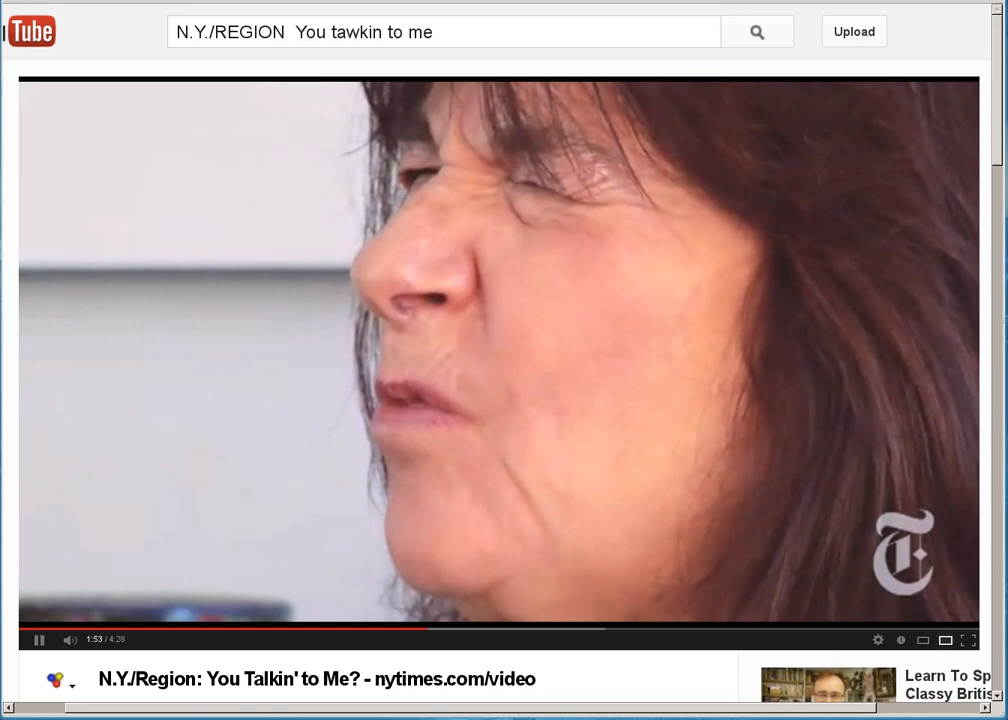 Tube
N.Y./REGION  You tawkin to me
Upload
T
1:53 / 4:28
N.Y./Region: You Talkin' to Me? - nytimes.com/video
Learn To Sp
Classy Britis